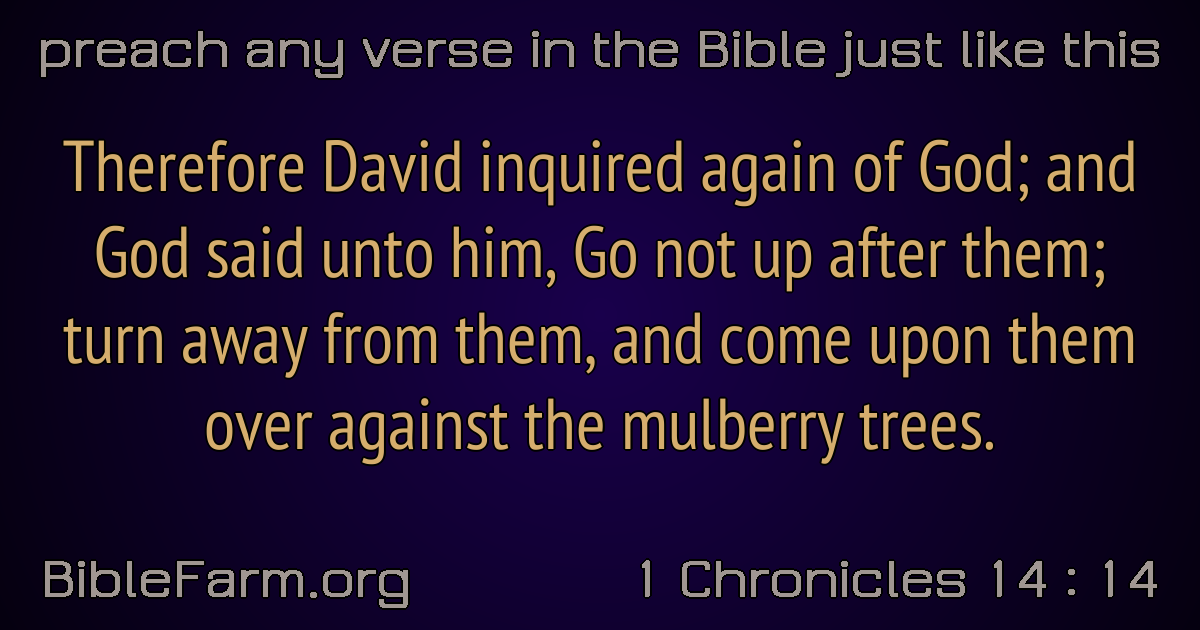 preach any verse in the Bible just like this
Therefore David inquired again of God; and
God said unto him, Go not up after them;
turn away from them, and come upon them
over against the mulberry trees.
BibleFarm.org
1 Chronicles 14 : 14